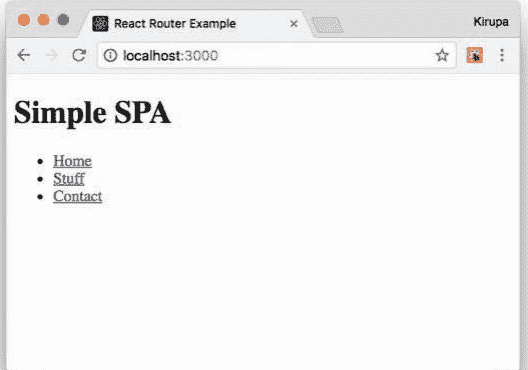 React Router Example
Kirupa
localhost:3000
Simple SPA
• Home
• Stuff
• Contact